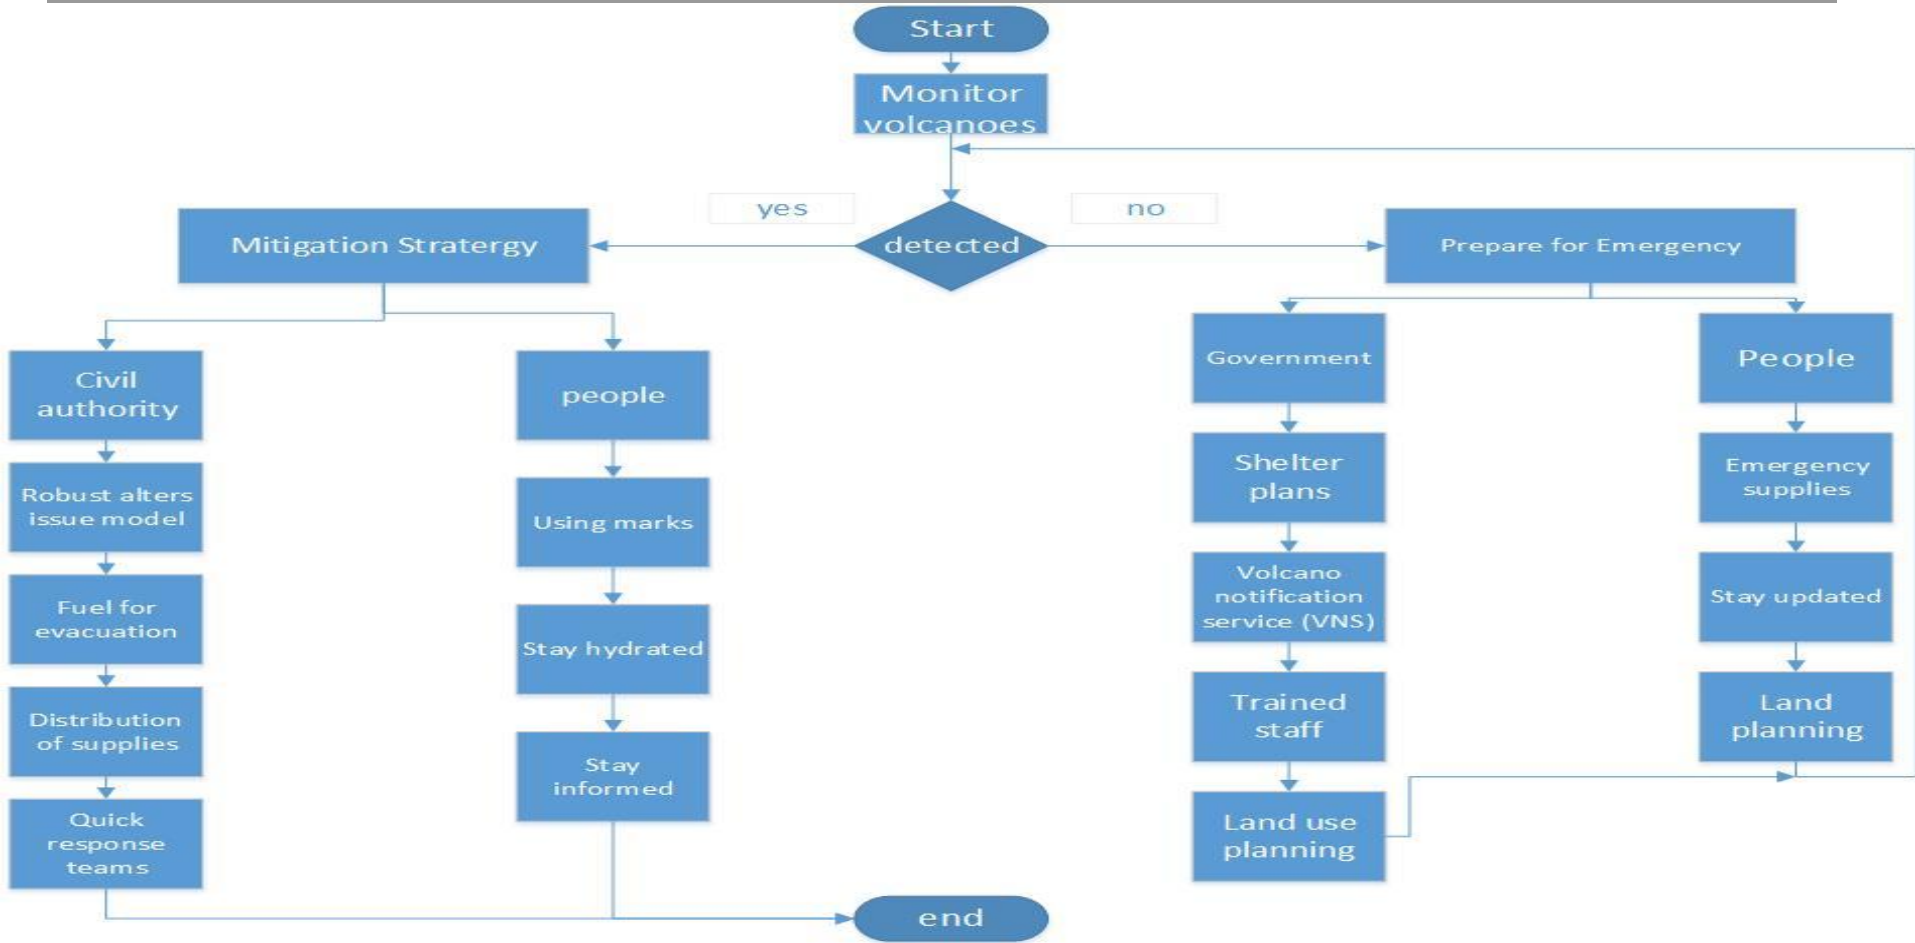 Start
Monitor
volcanoes
yes
no
detected
Mitigation Stratergy
Prepare for Emergency
Civil
authority
Robust alters
issue model
Fuel for
evacuation
Distribution
of supplies
Quick
response
teams
people
Using marks
Stay hydrated
Stay
informed
Government
Shelter
plans
Volcano
notification
service (VNS)
Trained
staff
Land use
planning
People
Emergency
supplies
Stay updated
Land
planning
end